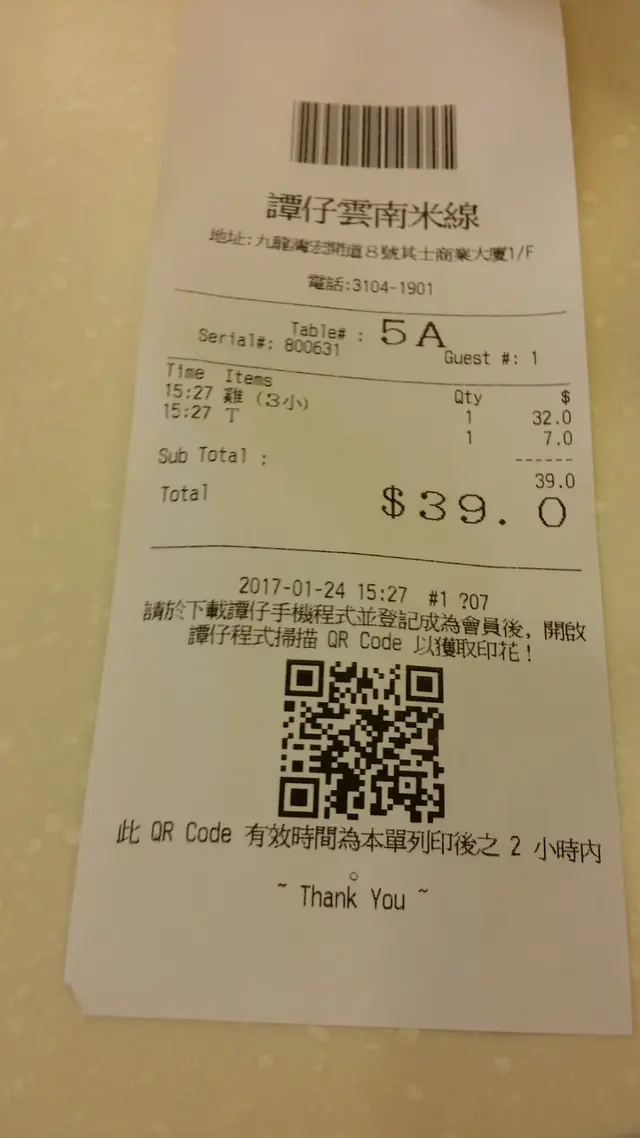 譚仔雲南米線
地址:九龍灣宏開道8號其士商業大廈1/F
電話:3104-1901
Table# : 5A
Serial#: 800631 Guest #: 1
Time Items Qty $
15:27 雞 (3小) 1 32.0
15:27 T 1 7.0
Sub Total : ------
39.0
Total $39.0
2017-01-24 15:27 #1 ?07
請於下載譚仔手機程式並登記成為會員後, 開啟
譚仔程式掃描 QR Code 以獲取印花!
此 QR Code 有效時間為本單列印後之 2 小時內
。
~ Thank You ~